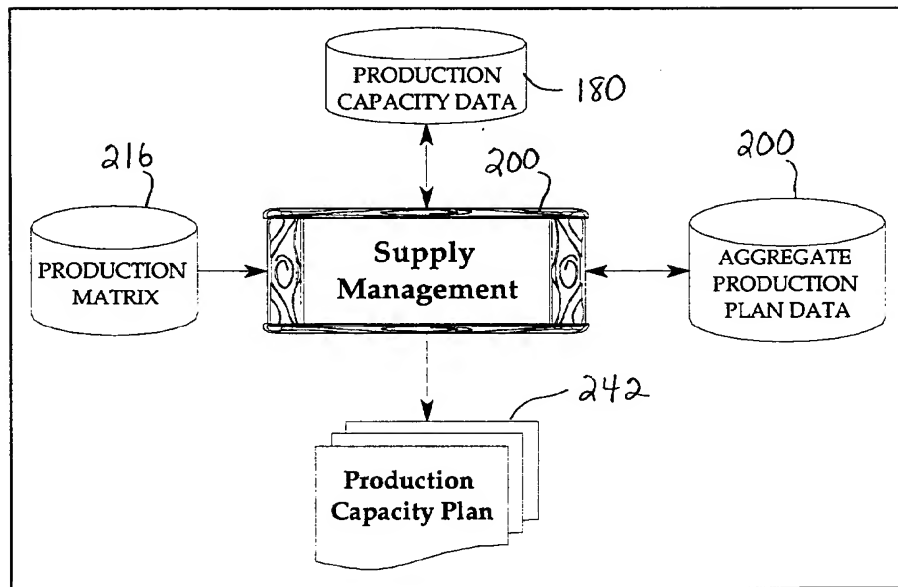 PRODUCTION
CAPACITY DATA
180
216
200
200
PRODUCTION
MATRIX
Supply
Management
AGGREGATE
PRODUCTION
PLAN DATA
242
Production
Capacity Plan